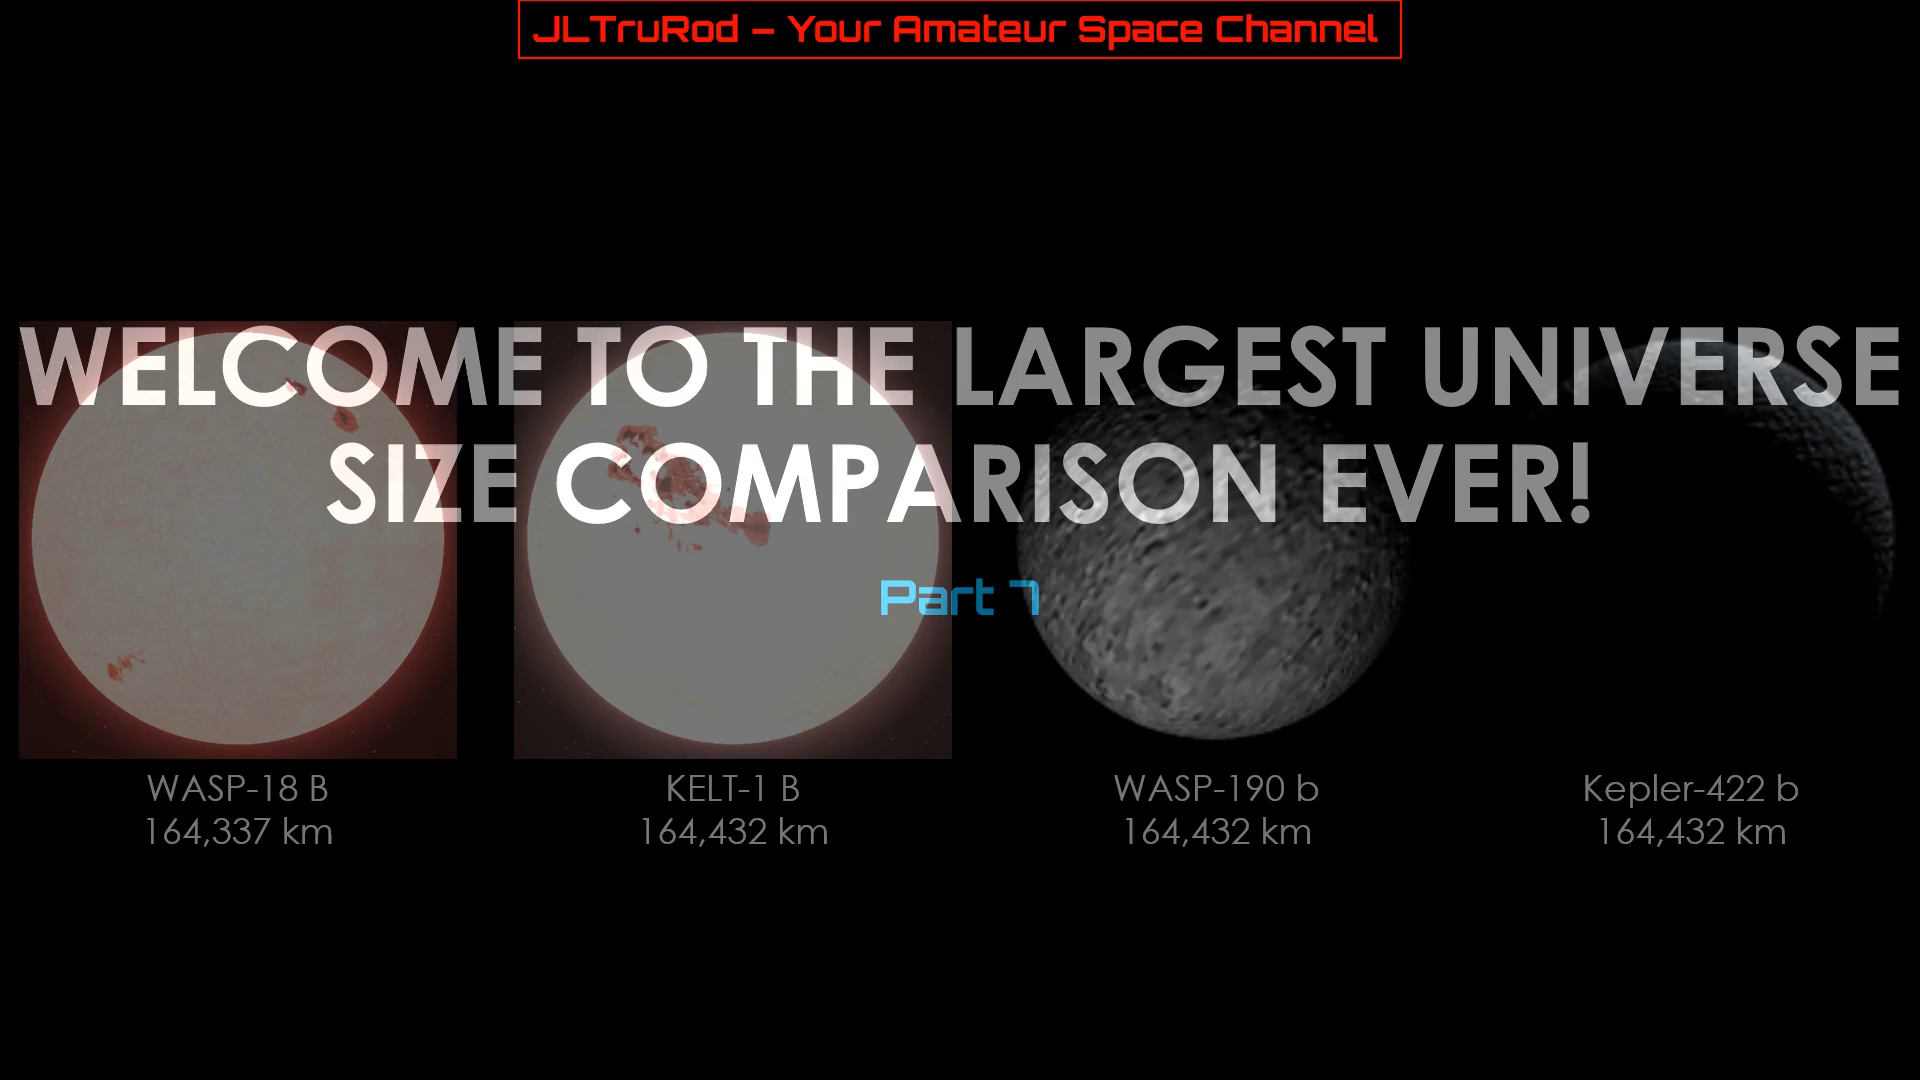 JLTruRod – Your Amateur Space Channel
WELCOME TO THE LARGEST UNIVERSE
SIZE COMPARISON EVER!
Part 7
WASP-18 B
164,337 km
KELT-1 B
164,432 km
WASP-190 b
164,432 km
Kepler-422 b
164,432 km